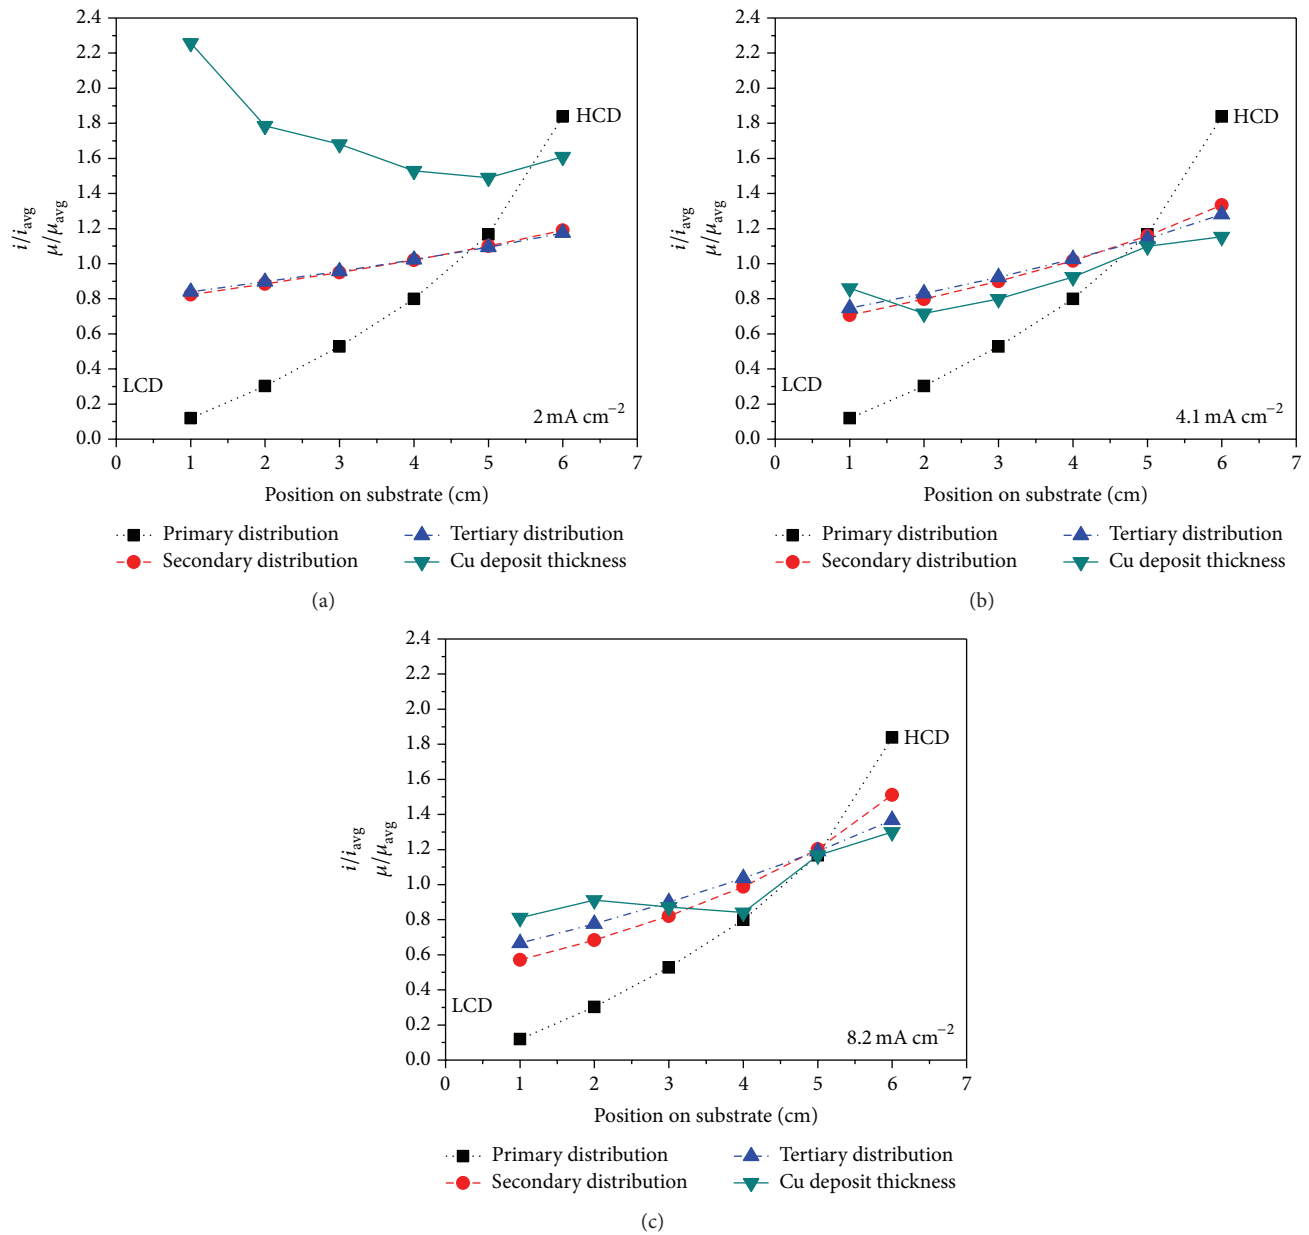 2.4
2.2
2.0
1.8
1.6
1.4
1.2
1.0
0.8
0.6
0.4
0.2
0.0
i/i_avg
μ/μ_avg
HCD
LCD
2 mA cm⁻²
0 1 2 3 4 5 6 7
Position on substrate (cm)
Primary distribution Tertiary distribution
Secondary distribution Cu deposit thickness
(a)
2.4
2.2
2.0
1.8
1.6
1.4
1.2
1.0
0.8
0.6
0.4
0.2
0.0
i/i_avg
μ/μ_avg
HCD
LCD
4.1 mA cm⁻²
0 1 2 3 4 5 6 7
Position on substrate (cm)
Primary distribution Tertiary distribution
Secondary distribution Cu deposit thickness
(b)
2.4
2.2
2.0
1.8
1.6
1.4
1.2
1.0
0.8
0.6
0.4
0.2
0.0
i/i_avg
μ/μ_avg
HCD
LCD
8.2 mA cm⁻²
0 1 2 3 4 5 6 7
Position on substrate (cm)
Primary distribution Tertiary distribution
Secondary distribution Cu deposit thickness
(c)